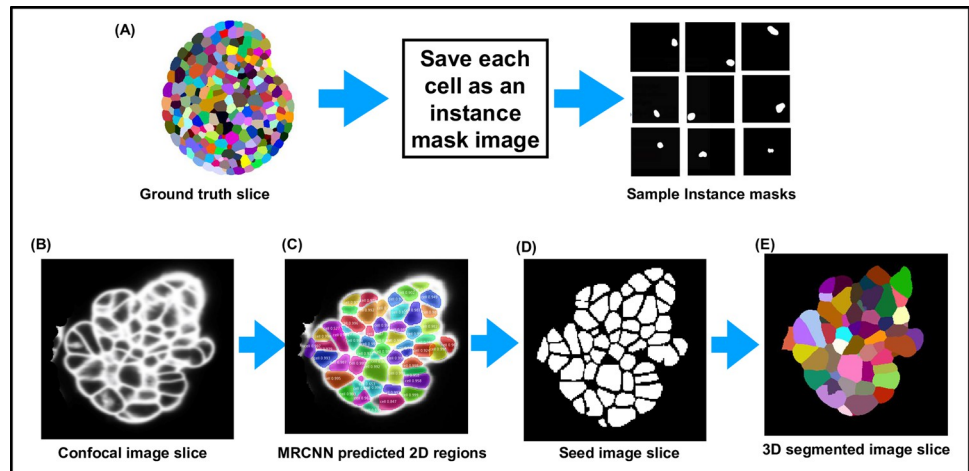 (A)
Save each
cell as an
instance
mask image
Ground truth slice
Sample Instance masks
(B)
(C)
(D)
(E)
Confocal image slice
MRCNN predicted 2D regions
Seed image slice
3D segmented image slice